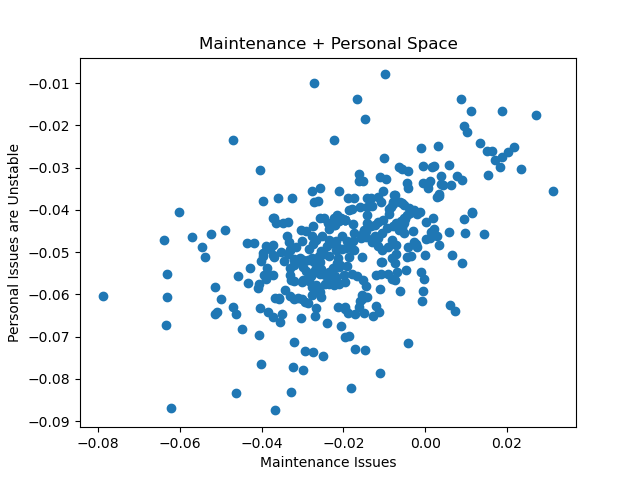 Maintenance + Personal Space
−0.01
−0.02
−0.03
−0.04
−0.05
−0.06
−0.07
−0.08
−0.09
Personal Issues are Unstable
−0.08 −0.06 −0.04 −0.02 0.00 0.02
Maintenance Issues